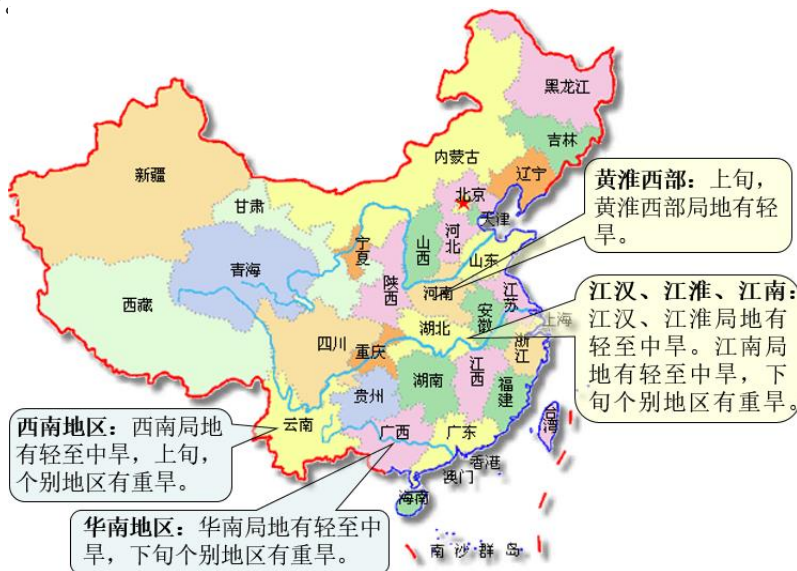 黑龙江
吉林
辽宁
内蒙古
新疆
甘肃
北京
天津
宁夏
山西
河北
山东
青海
陕西
河南
江苏
西藏
安徽
上海
四川
重庆
湖北
浙江
湖南
江西
贵州
福建
云南
广西
广东
台湾
香港
澳门
海南
南沙群岛
黄淮西部：上旬，
黄淮西部局地有轻
旱。
江汉、江淮、江南：
江汉、江淮局地有
轻至中旱。江南局
地有轻至中旱，下
旬个别地区有重旱。
西南地区：西南局地
有轻至中旱，上旬，
个别地区有重旱。
华南地区：华南局地有轻至中
旱，下旬个别地区有重旱。